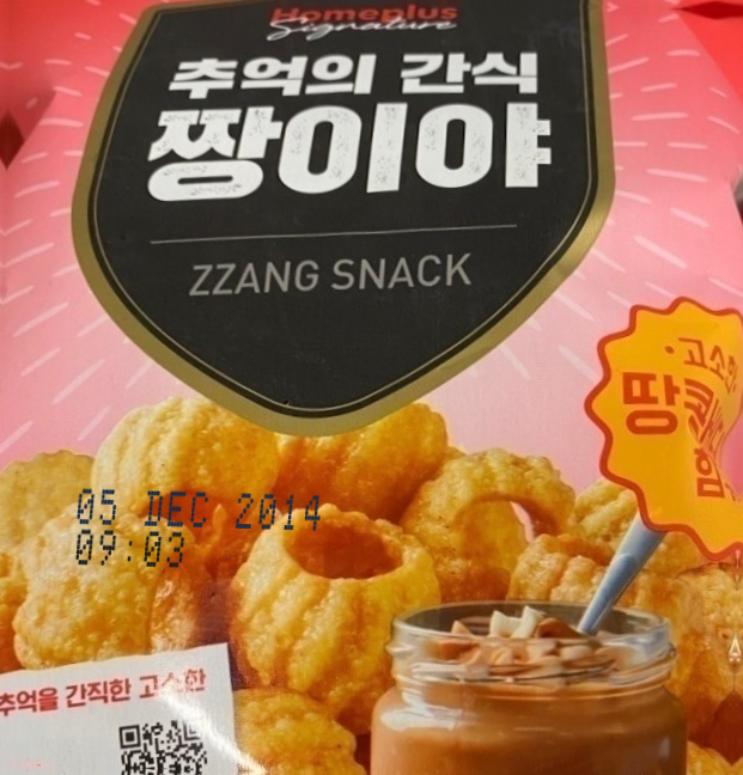 Homeplus
Signature
추억의 간식
짱이야
ZZANG SNACK
고소한
땅콩
05 DEC 2014
09:03
추억을 간직한 고소한